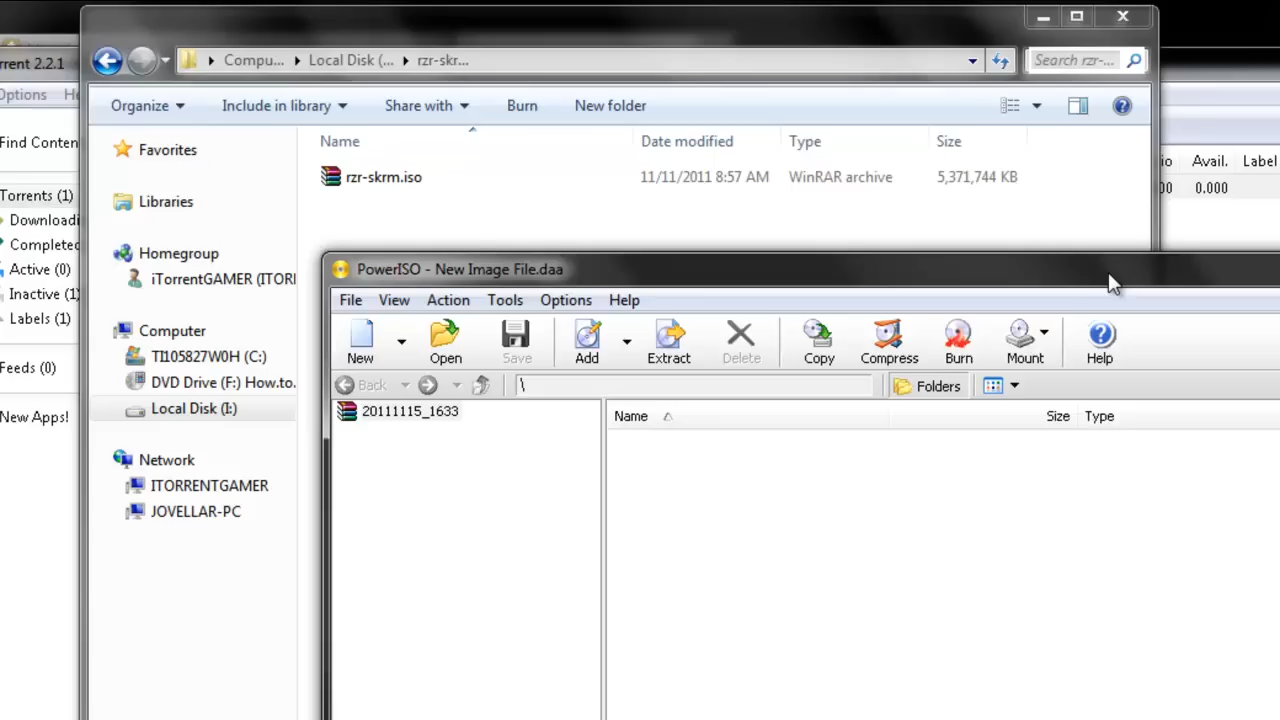 rrent 2.2.1
Options He
Find Conten
Torrents (1)
Downloadi
Completed
Active (0)
Inactive (1)
Labels (1)
Feeds (0)
New Apps!
Compu... Local Disk (... rzr-skr...
Search rzr-...
Organize Include in library Share with Burn New folder
Name Date modified Type Size
rzr-skrm.iso 11/11/2011 8:57 AM WinRAR archive 5,371,744 KB
Favorites
Libraries
Homegroup
iTorrentGAMER (ITORI
Computer
TI105827W0H (C:)
DVD Drive (F:) How.to.
Local Disk (I:)
Network
ITORRENTGAMER
JOVELLAR-PC
io Avail. Label
00 0.000
PowerISO - New Image File.daa
File View Action Tools Options Help
New Open Save Add Extract Delete Copy Compress Burn Mount Help
Back \ Folders
20111115_1633
Name Size Type